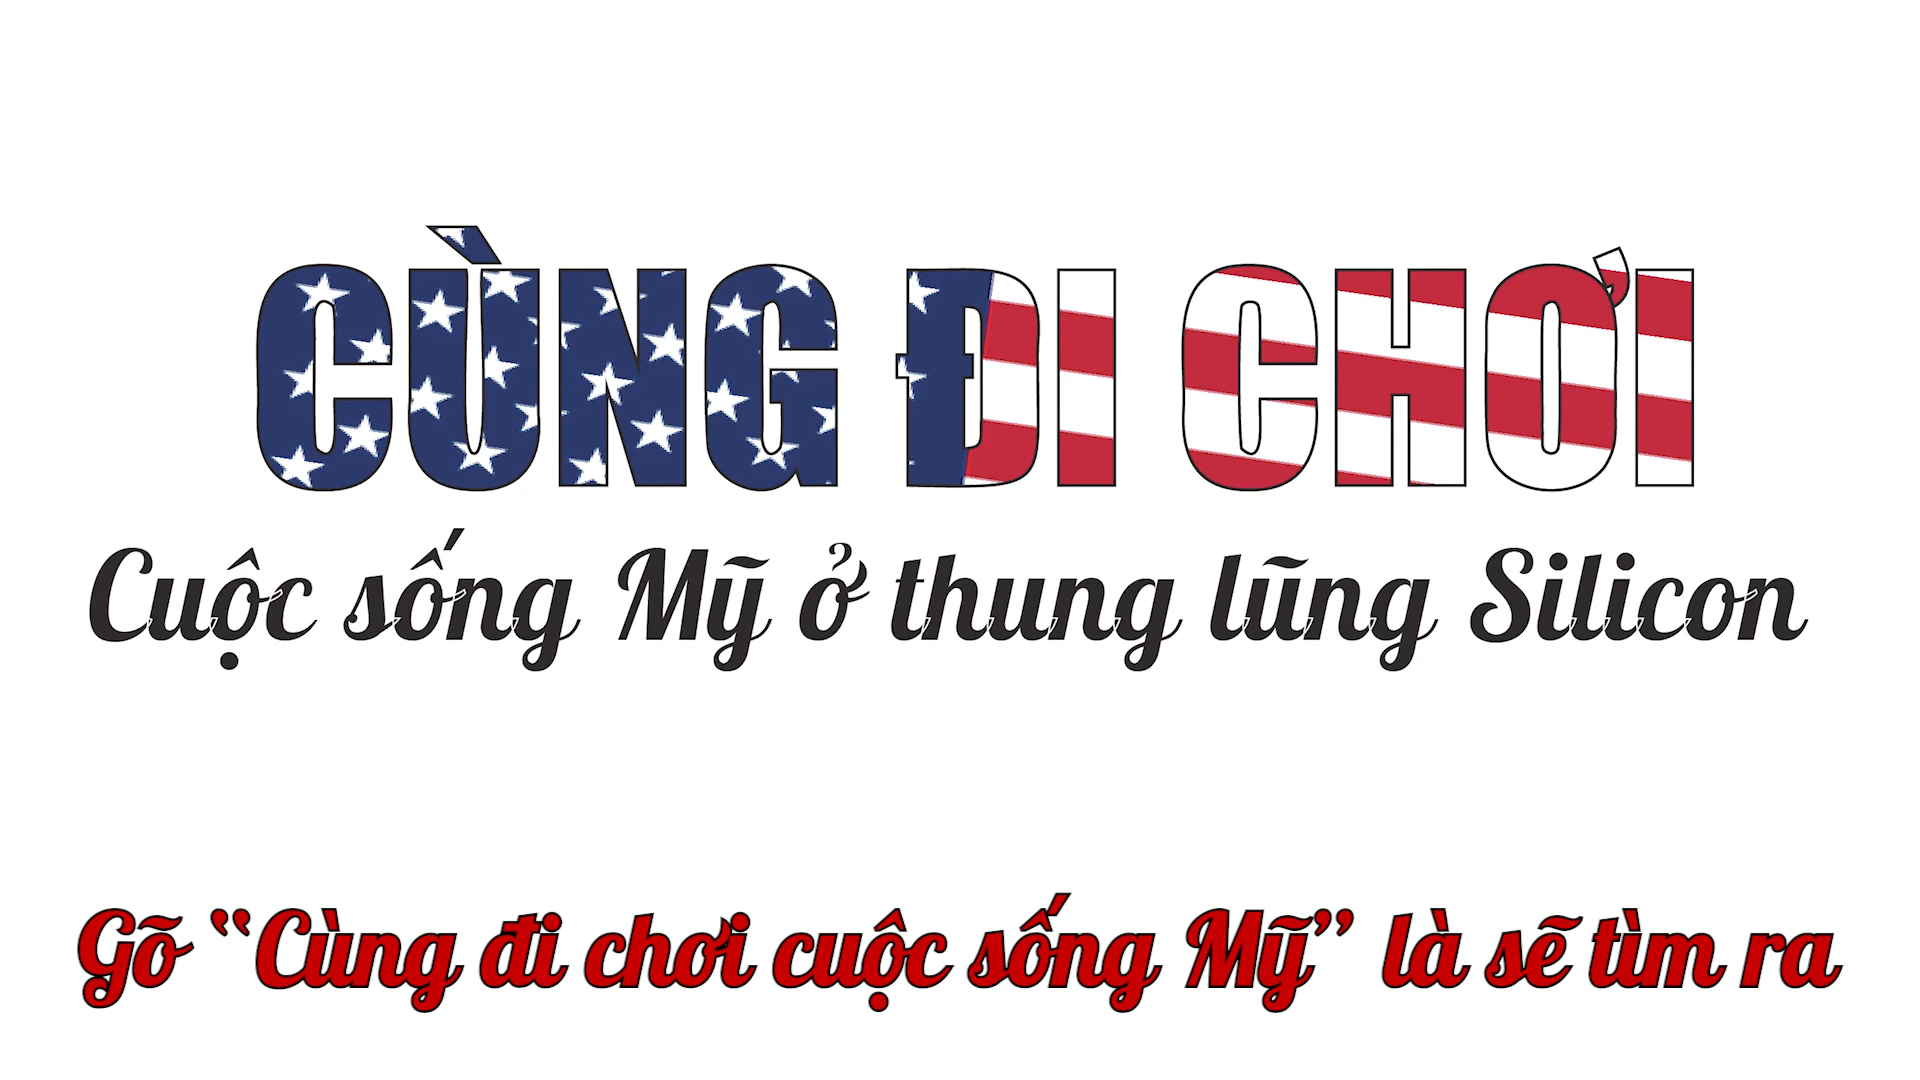 CÙNG ĐI CHƠI
Cuộc sống Mỹ ở thung lũng Silicon
Gõ “Cùng đi chơi cuộc sống Mỹ” là sẽ tìm ra